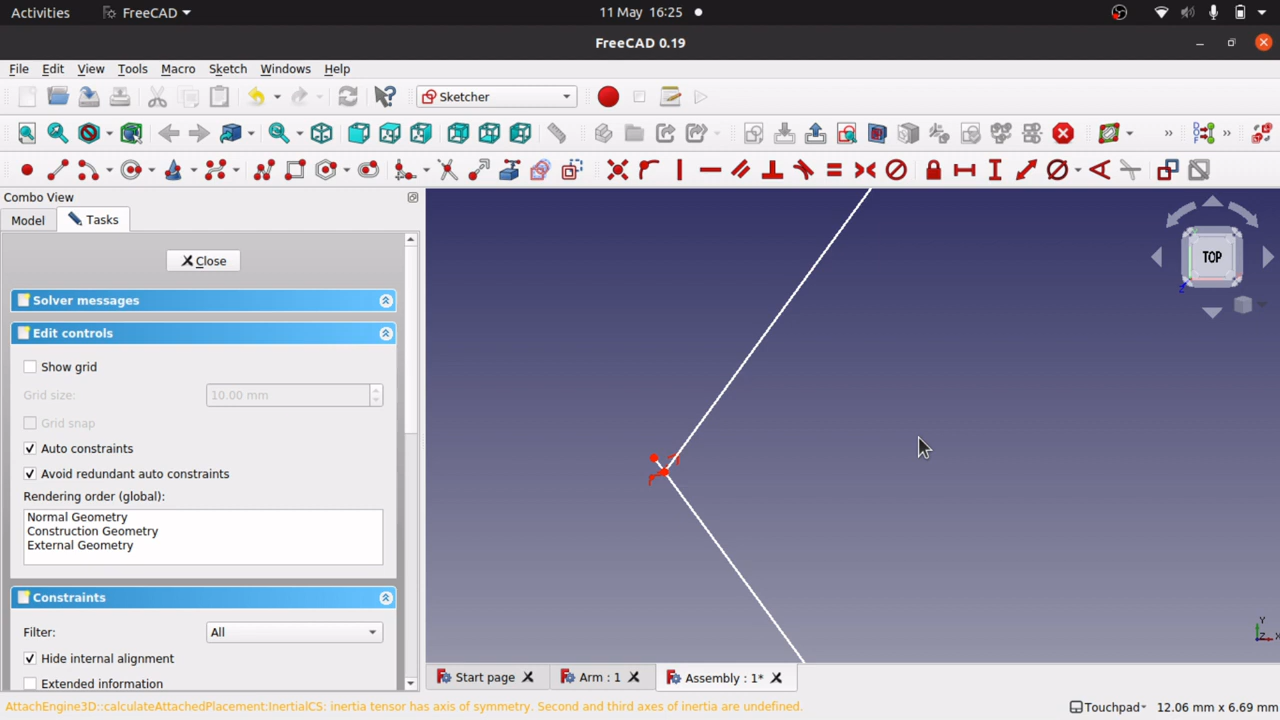 Activities FreeCAD 11 May 16:25
FreeCAD 0.19
File Edit View Tools Macro Sketch Windows Help
Sketcher
Combo View
Model Tasks
Close
TOP
Solver messages
Edit controls
Show grid
Grid size: 10.00 mm
Grid snap
Auto constraints
Avoid redundant auto constraints
Rendering order (global):
Normal Geometry
Construction Geometry
External Geometry
Constraints
Filter: All
Hide internal alignment
Extended information
Y
Z X
Start page Arm : 1 Assembly : 1*
AttachEngine3D::calculateAttachedPlacement:InertialCS: inertia tensor has axis of symmetry. Second and third axes of inertia are undefined. Touchpad 12.06 mm x 6.69 mm